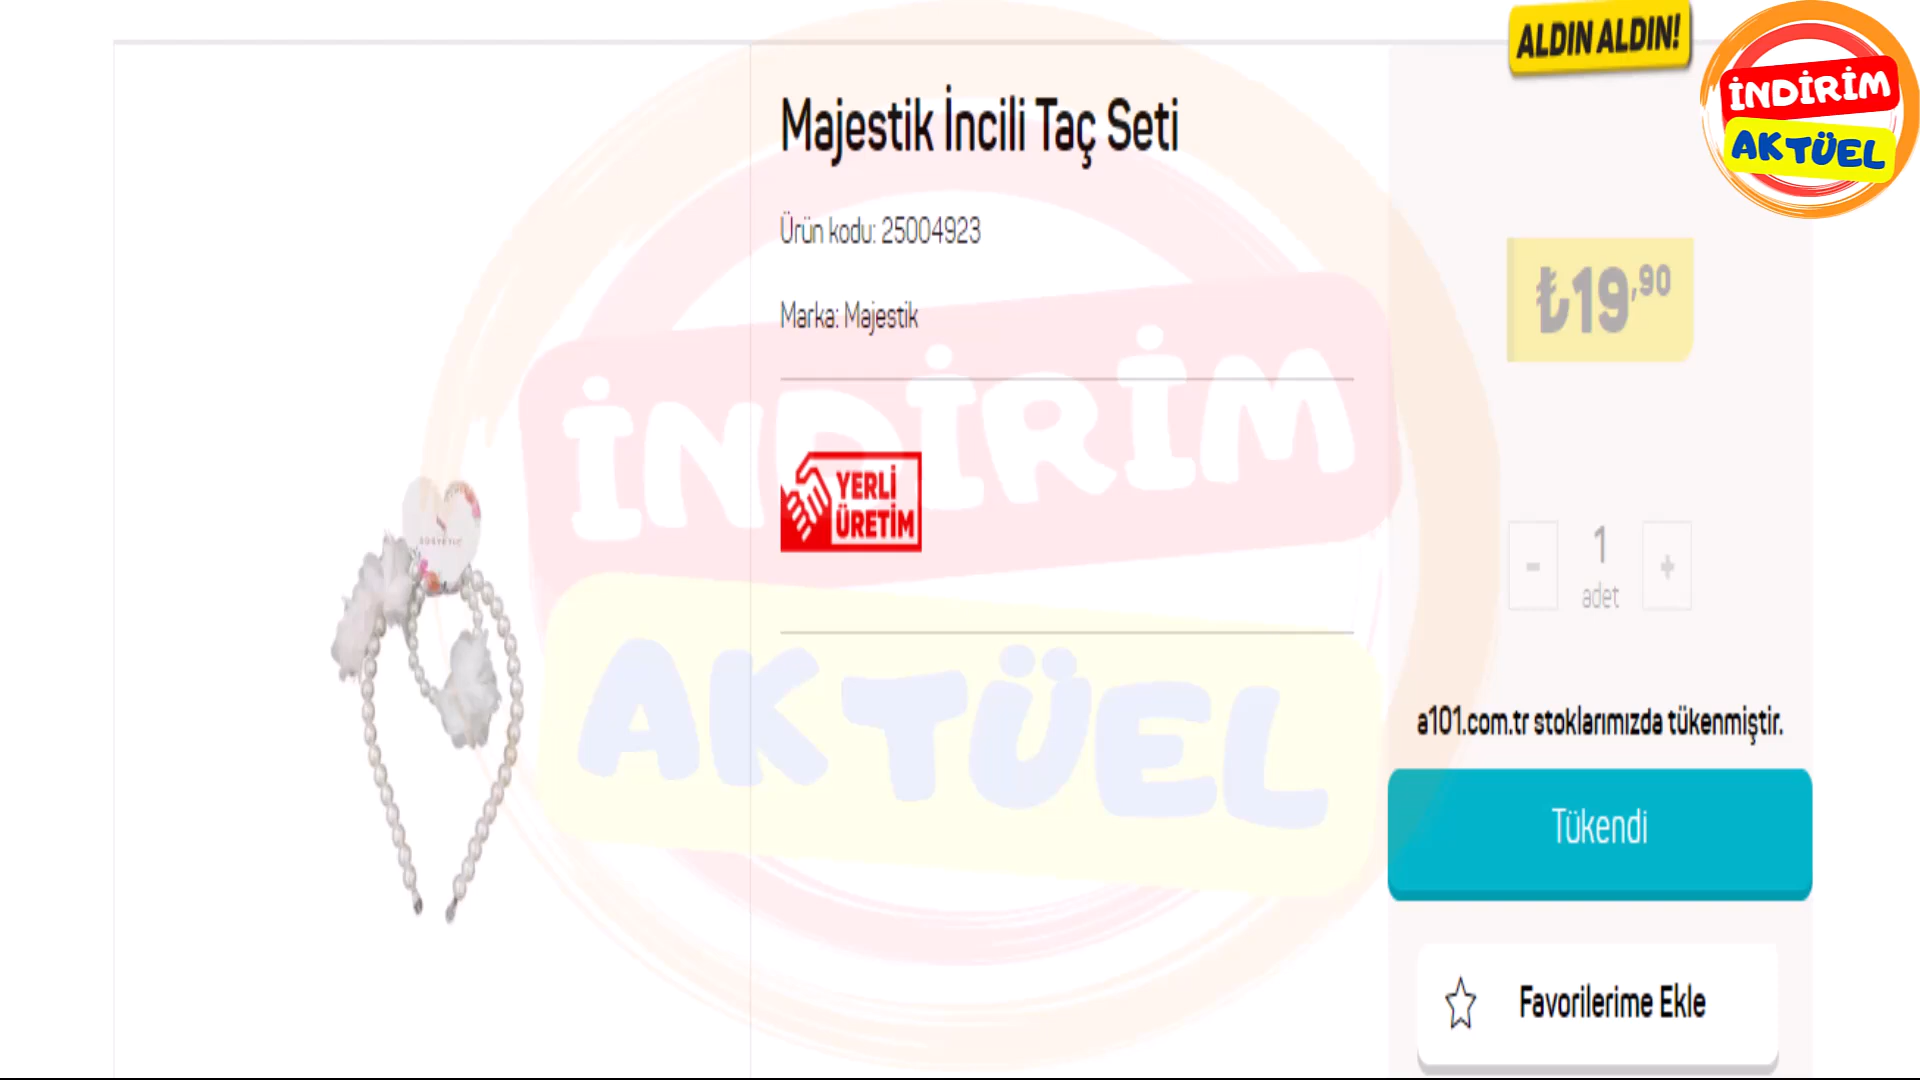 ALDIN ALDIN!
İNDİRİM
AKTÜEL
Majestik İncili Taç Seti
Ürün kodu: 25004923
Marka: Majestik
₺19,90
İNDİRİM
YERLİ
ÜRETİM
AKTÜEL
-
1
+
adet
a101.com.tr stoklarımızda tükenmiştir.
Tükendi
Favorilerime Ekle